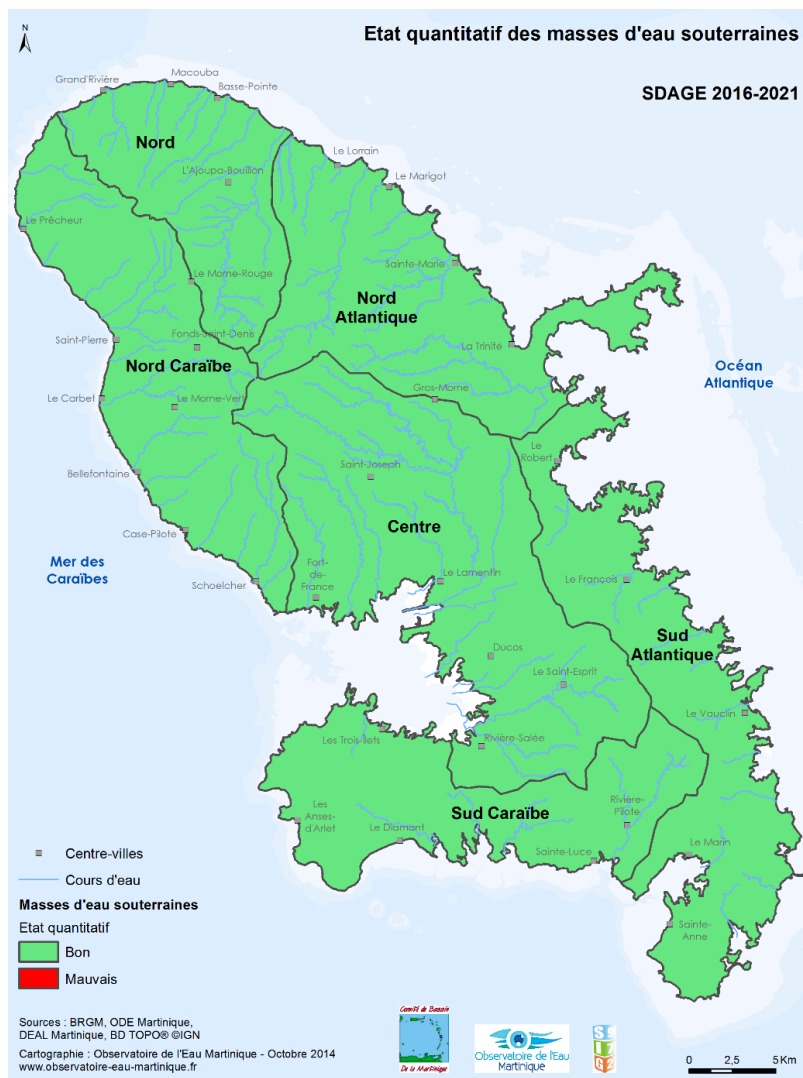 N
Etat quantitatif des masses d'eau souterraines
SDAGE 2016-2021
Grand'Rivière
Macouba
Basse-Pointe
Nord
Le Lorrain
L'Ajoupa-Bouillon
Le Marigot
Le Prêcheur
Sainte-Marie
Le Morne-Rouge
Nord
Atlantique
Saint-Pierre
Fonds-Saint-Denis
La Trinité
Nord Caraïbe
Océan
Atlantique
Gros-Morne
Le Carbet
Le Morne-Vert
Le
Robert
Saint-Joseph
Bellefontaine
Centre
Case-Pilote
Mer des
Caraïbes
Schoelcher
Fort-
de-
France
Le Lamentin
Le François
Sud
Atlantique
Ducos
Le Saint-Esprit
Le Vauclin
Les Trois-Ilets
Rivière-Salée
Sud Caraïbe
Rivière-
Pilote
Les
Anses-
d'Arlet
Le Diamant
Sainte-Luce
Le Marin
Sainte-
Anne
Centre-villes
Cours d'eau
Masses d'eau souterraines
Etat quantitatif
Bon
Mauvais
Sources : BRGM, ODE Martinique,
DEAL Martinique, BD TOPO® ©IGN
Cartographie : Observatoire de l'Eau Martinique - Octobre 2014
www.observatoire-eau-martinique.fr
Comité de Bassin
De la Martinique
Observatoire de l'Eau
Martinique
0 2,5 5 Km